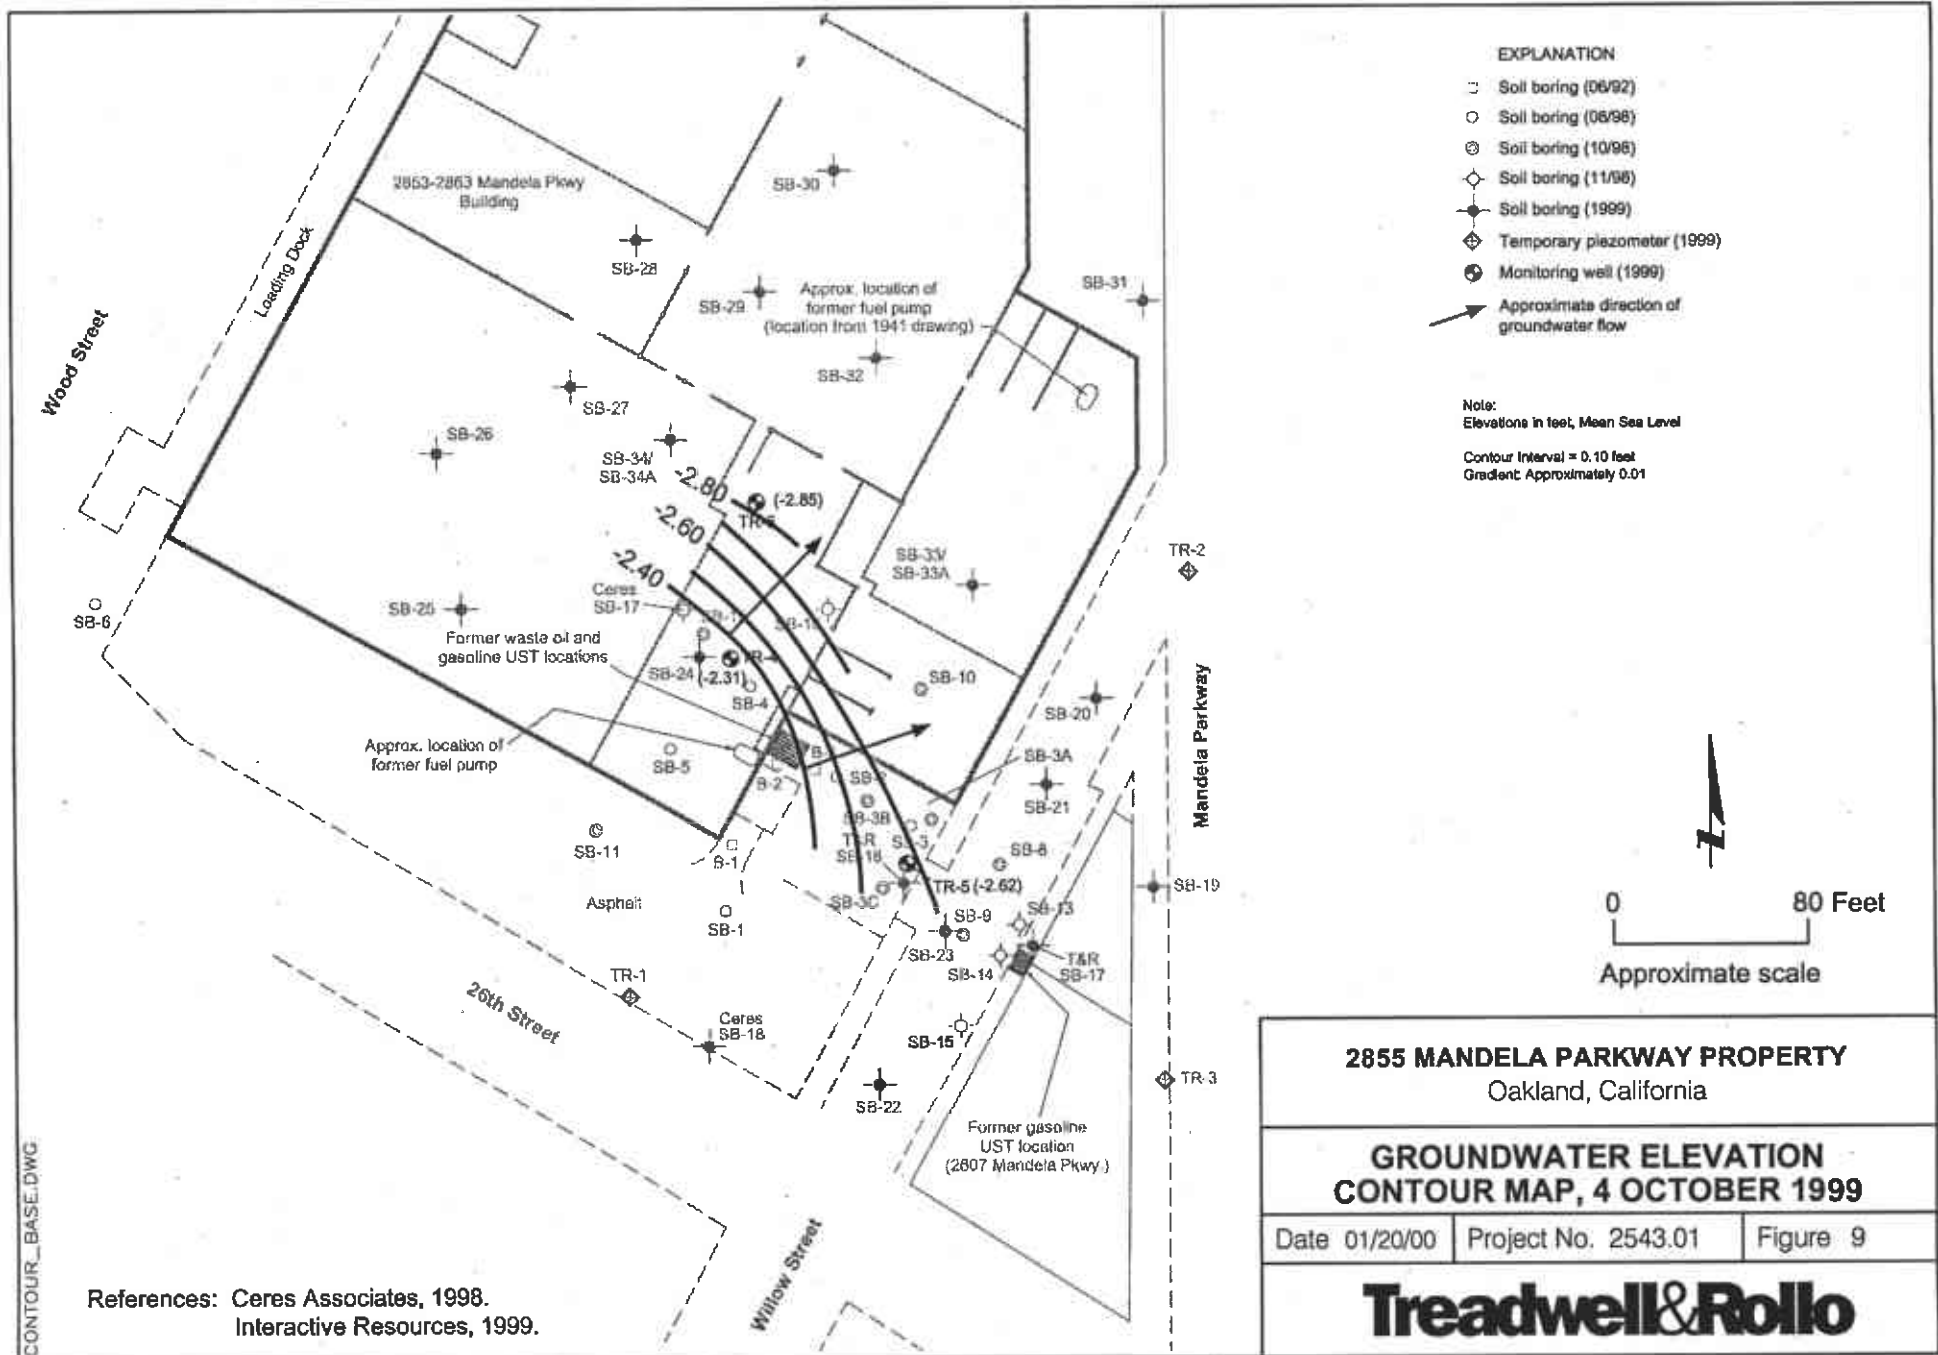 EXPLANATION
Soil boring (06/92)
Soil boring (08/98)
Soil boring (10/98)
Soil boring (11/98)
Soil boring (1999)
Temporary piezometer (1999)
Monitoring well (1999)
Approximate direction of
groundwater flow
Note:
Elevations in feet, Mean Sea Level
Contour Interval = 0.10 feet
Gradient: Approximately 0.01
2853-2863 Mandela Pkwy
Building
Loading Dock
Wood Street
SB-30
SB-28
SB-29
Approx. location of
former fuel pump
(location from 1941 drawing)
SB-31
SB-32
SB-27
SB-26
SB-34/
SB-34A
-2.80
(-2.85)
-2.60
-2.40
SB-33/
SB-33A
TR-2
Ceres
SB-17
SB-25
SB-6
Former waste oil and
gasoline UST locations
SB-24
(-2.31)
SB-4
SB-10
SB-20
Mandela Parkway
Approx. location of
former fuel pump
SB-5
B-2
SB-3A
SB-21
SB-3B
T&R
SB-16
SB-11
B-1
SB-8
TR-5 (-2.62)
SB-3C
SB-19
Asphalt
SB-1
SB-9
SB-13
SB-23
SB-14
T&R
SB-17
TR-1
26th Street
Ceres
SB-18
SB-15
SB-22
TR-3
Former gasoline
UST location
(2607 Mandela Pkwy.)
Willow Street
0 80 Feet
Approximate scale
2855 MANDELA PARKWAY PROPERTY
Oakland, California
GROUNDWATER ELEVATION
CONTOUR MAP, 4 OCTOBER 1999
Date 01/20/00 Project No. 2543.01 Figure 9
Treadwell&Rollo
References: Ceres Associates, 1998.
Interactive Resources, 1999.
CONTOUR_BASE.DWG